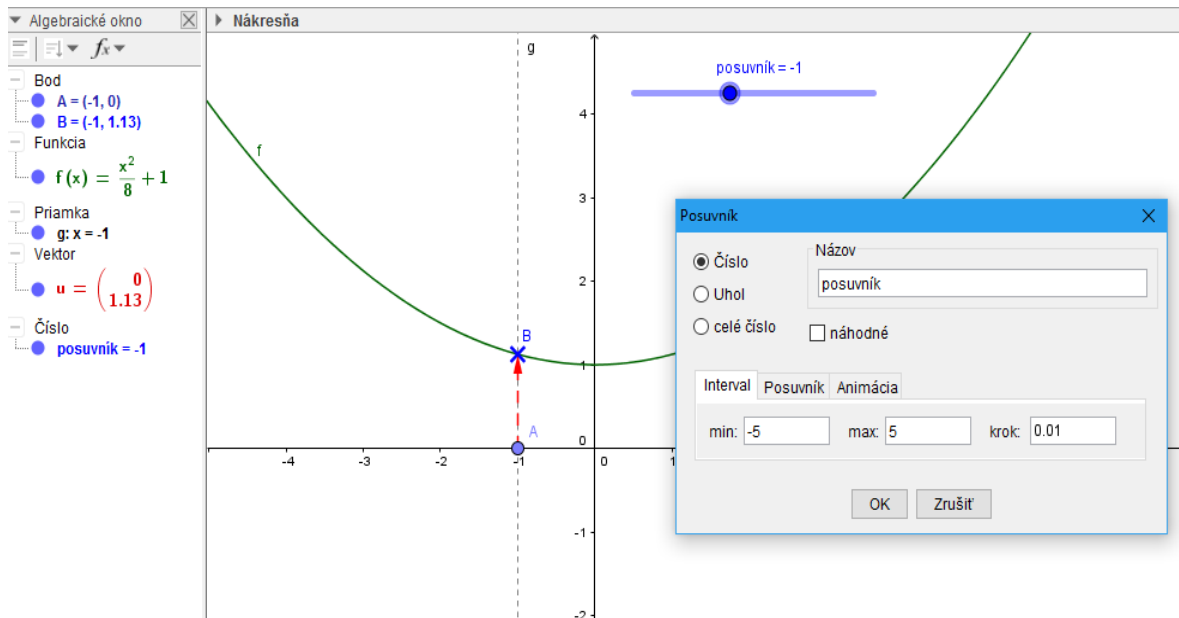 Algebraické okno
fx
Bod
A = (-1, 0)
B = (-1, 1.13)
Funkcia
f(x) = x²/8 + 1
Priamka
g: x = -1
Vektor
u = (0
1.13)
Číslo
posuvník = -1
Nákresňa
g
f
posuvník = -1
B
A
4
3
2
1
0
-1
-2
-4
-3
-2
-1
0
1
Posuvník
Číslo
Uhol
celé číslo
Názov
posuvník
náhodné
Interval Posuvník Animácia
min: -5 max: 5 krok: 0.01
OK Zrušiť